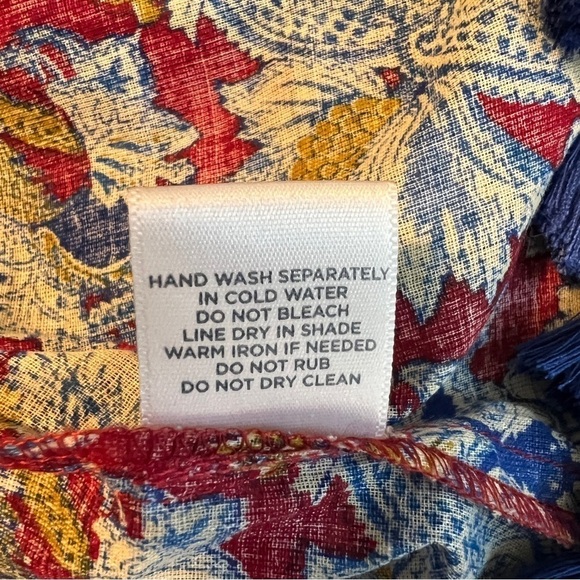 HAND WASH SEPARATELY
IN COLD WATER
DO NOT BLEACH
LINE DRY IN SHADE
WARM IRON IF NEEDED
DO NOT RUB
DO NOT DRY CLEAN